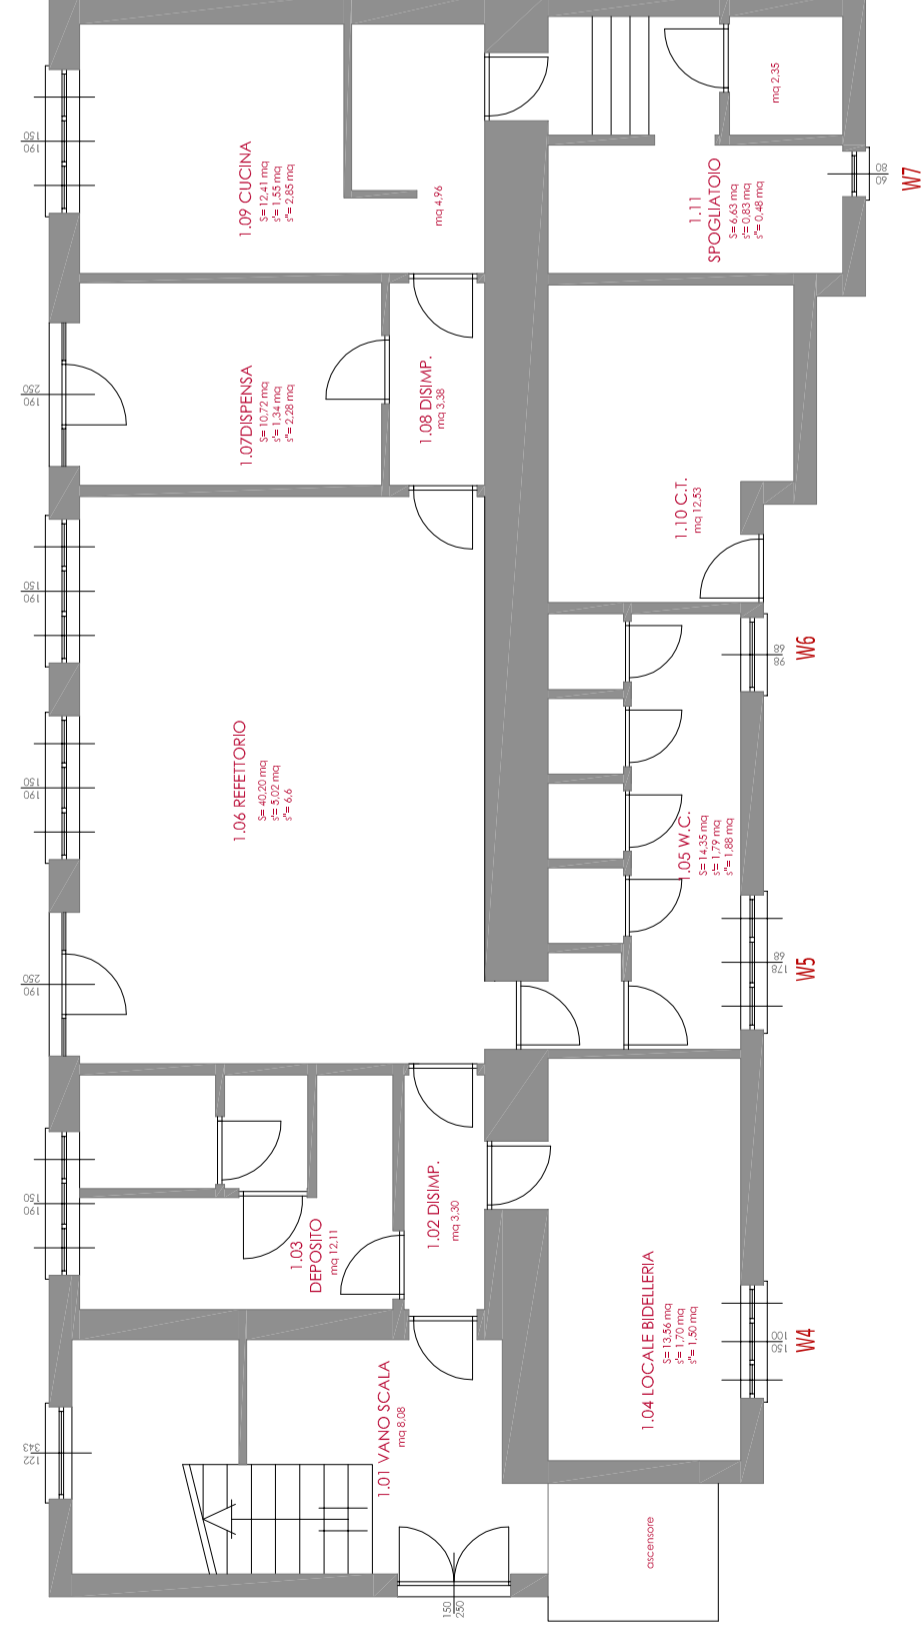 150
190
1.09 CUCINA
S= 12,41 mq
s'= 1,55 mq
s"= 2,85 mq
mq 4,96
mq 2,35
1.11
SPOGLIATOIO
S= 6,63 mq
s'= 0,83 mq
s"= 0,48 mq
80
60
W7
250
190
1.07DISPENSA
S= 10,72 mq
s'= 1,34 mq
s"= 2,28 mq
1.08 DISIMP.
mq 3,38
1.10 C.T.
mq 12,53
150
190
150
190
1.06 REFETTORIO
S= 40,20 mq
s'= 5,02 mq
s"= 6,6
250
190
1.05 W.C.
S= 14,35 mq
s'= 1,79 mq
s"= 1,88 mq
68
98
W6
68
178
W5
150
190
1.03
DEPOSITO
mq 12,11
1.02 DISIMP.
mq 3,30
1.04 LOCALE BIDELLERIA
S= 13,56 mq
s'= 1,70 mq
s"= 1,50 mq
100
150
W4
343
122
1.01 VANO SCALA
mq 8,08
150
250
ascensore